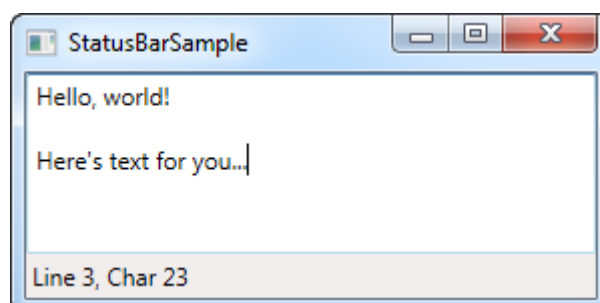 StatusBarSample
Hello, world!
Here's text for you...
Line 3, Char 23